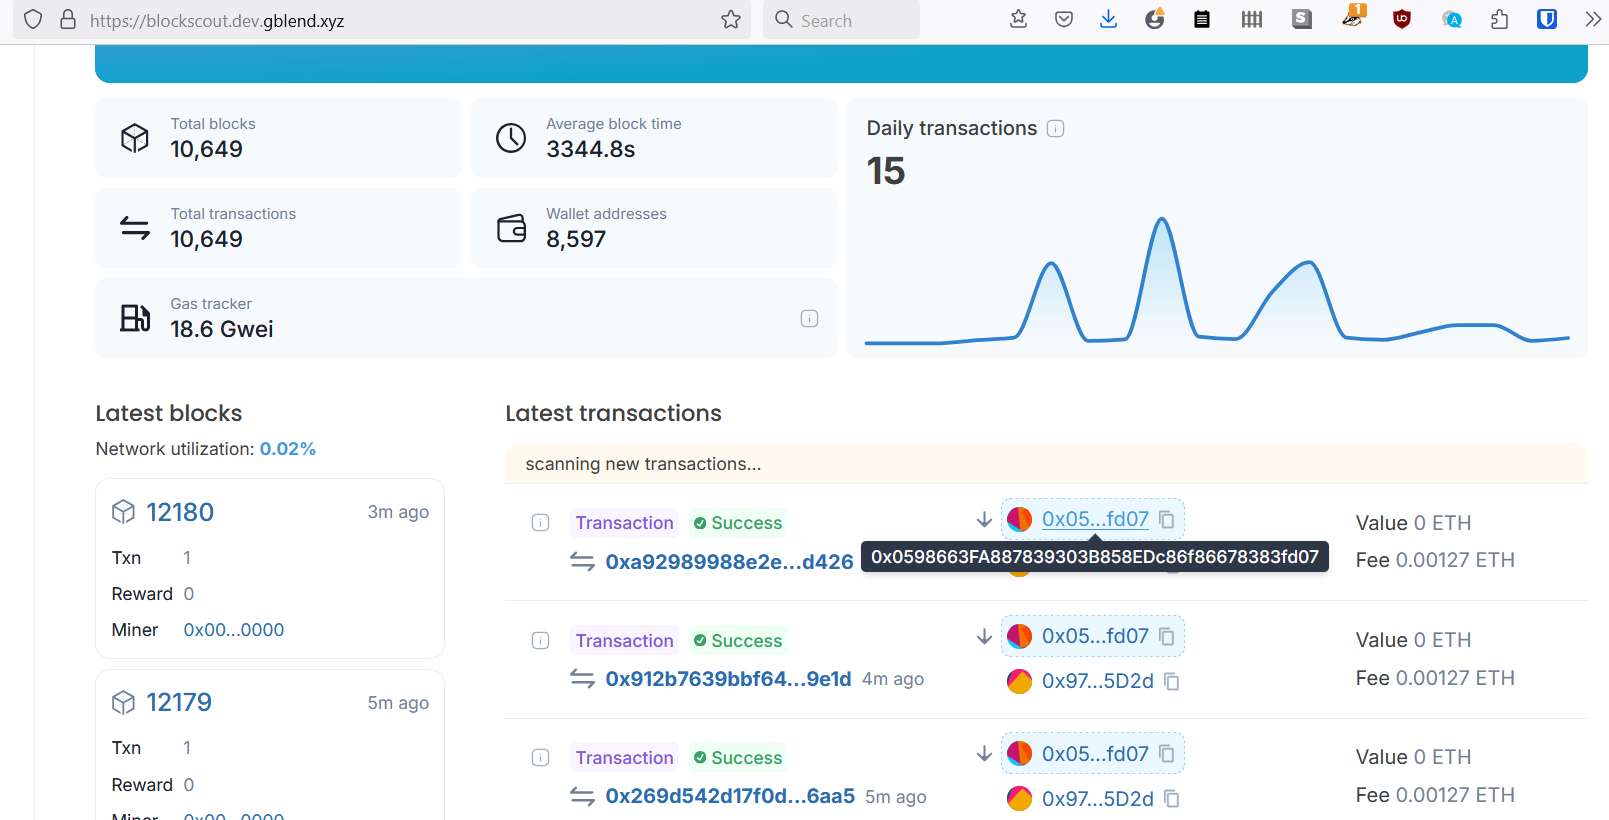 https://blockscout.dev.gblend.xyz
Search
1
Total blocks
10,649
Average block time
3344.8s
Daily transactions
15
Total transactions
10,649
Wallet addresses
8,597
Gas tracker
18.6 Gwei
Latest blocks
Network utilization: 0.02%
12180
3m ago
Txn 1
Reward 0
Miner 0x00...0000
12179
5m ago
Txn 1
Reward 0
Miner 0x00...0000
Latest transactions
scanning new transactions...
Transaction Success
0xa92989988e2e...d426
0x05...fd07
0x0598663FA887839303B858EDc86f86678383fd07
Value 0 ETH
Fee 0.00127 ETH
Transaction Success
0x912b7639bbf64...9e1d 4m ago
0x05...fd07
0x97...5D2d
Value 0 ETH
Fee 0.00127 ETH
Transaction Success
0x269d542d17f0d...6aa5 5m ago
0x05...fd07
0x97...5D2d
Value 0 ETH
Fee 0.00127 ETH